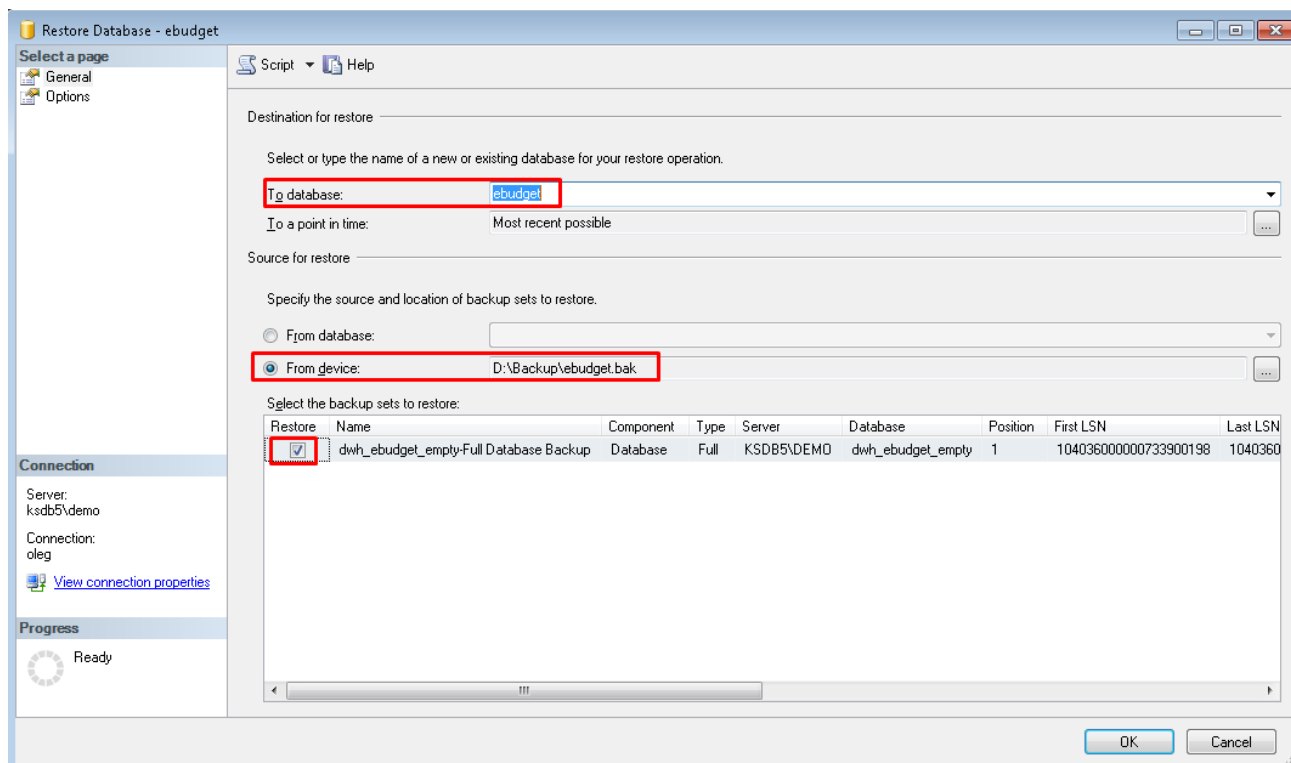 Restore Database - ebudget
Select a page
General
Options
Script Help
Destination for restore
Select or type the name of a new or existing database for your restore operation.
To database: ebudget
To a point in time: Most recent possible ...
Source for restore
Specify the source and location of backup sets to restore.
From database:
From device: D:\Backup\ebudget.bak ...
Select the backup sets to restore:
Restore Name Component Type Server Database Position First LSN Last LSN
dwh_ebudget_empty-Full Database Backup Database Full KSDB5\DEMO dwh_ebudget_empty 1 104036000000733900198 1040360
Connection
Server:
ksdb5\demo
Connection:
oleg
View connection properties
Progress
Ready
OK Cancel